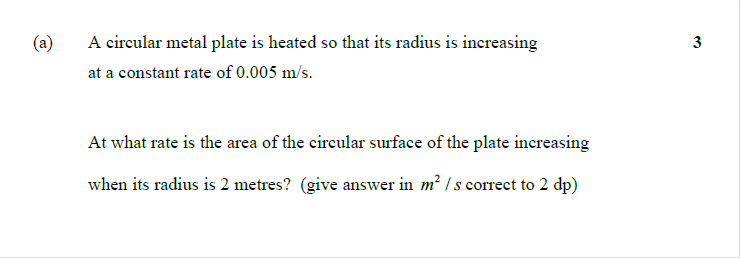 (a) A circular metal plate is heated so that its radius is increasing 3
at a constant rate of 0.005 m/s.
At what rate is the area of the circular surface of the plate increasing
when its radius is 2 metres? (give answer in m² / s correct to 2 dp)